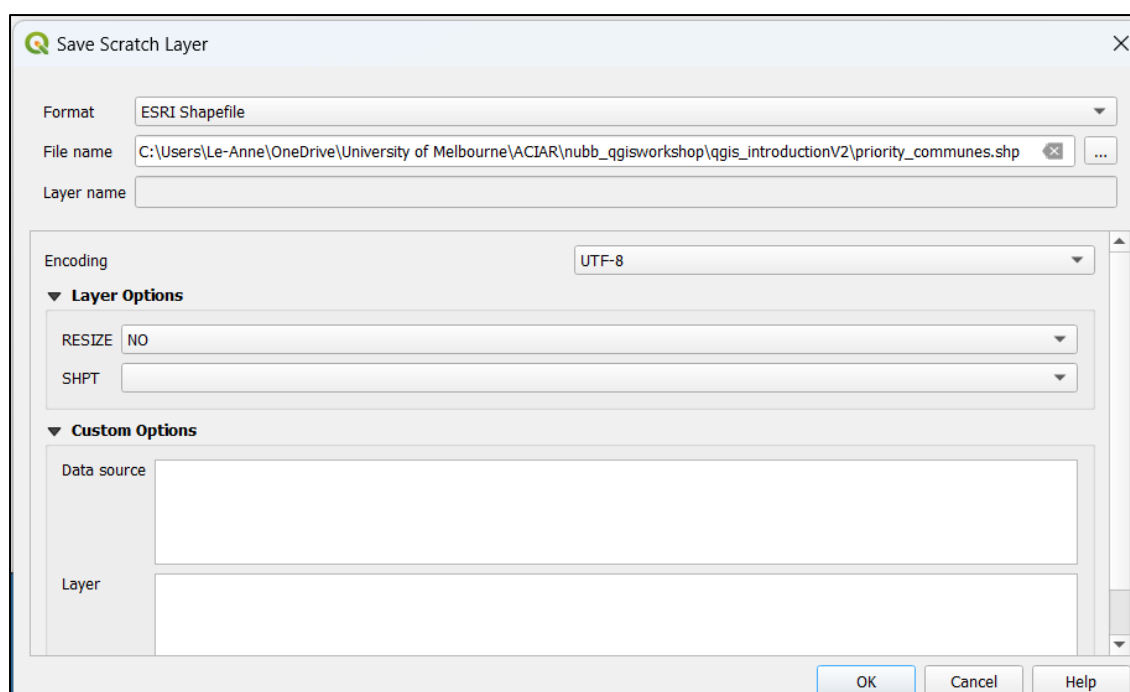 Save Scratch Layer
Format ESRI Shapefile
File name C:\Users\Le-Anne\OneDrive\University of Melbourne\ACIAR\nubb_qgisworkshop\qgis_introductionV2\priority_communes.shp ...
Layer name
Encoding UTF-8
Layer Options
RESIZE NO
SHPT
Custom Options
Data source
Layer
OK Cancel Help